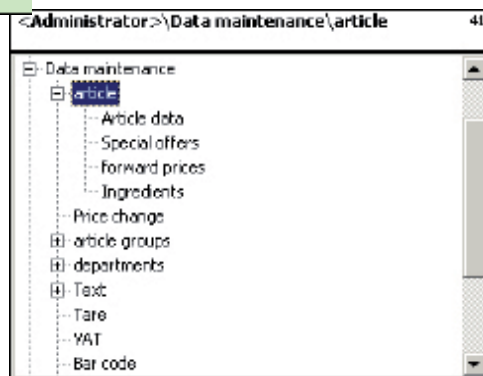 <Administrator>\Data maintenance\article 41
Data maintenance
article
Article data
Special offers
Forward prices
Ingredients
Price change
article groups
departments
Text
Tare
VAT
Bar code